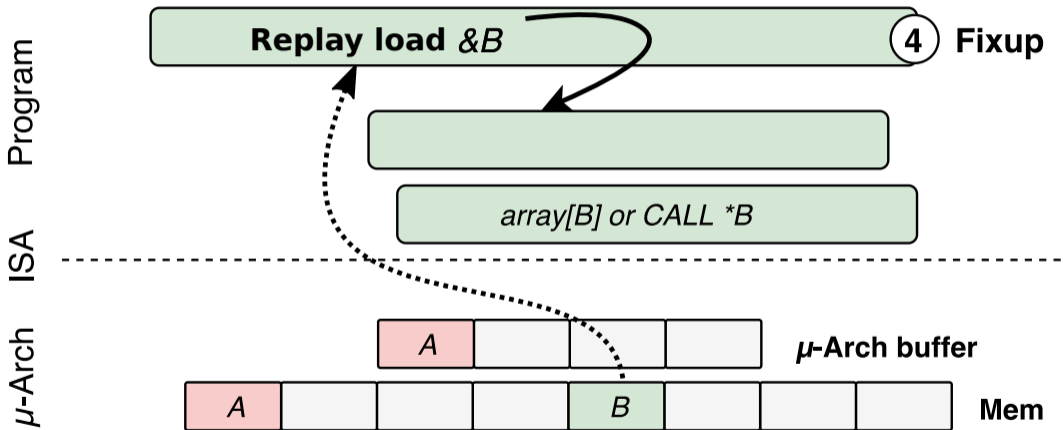 Replay load &B
4 Fixup
Program
array[B] or CALL *B
ISA
A
μ-Arch buffer
μ-Arch
A
B
Mem